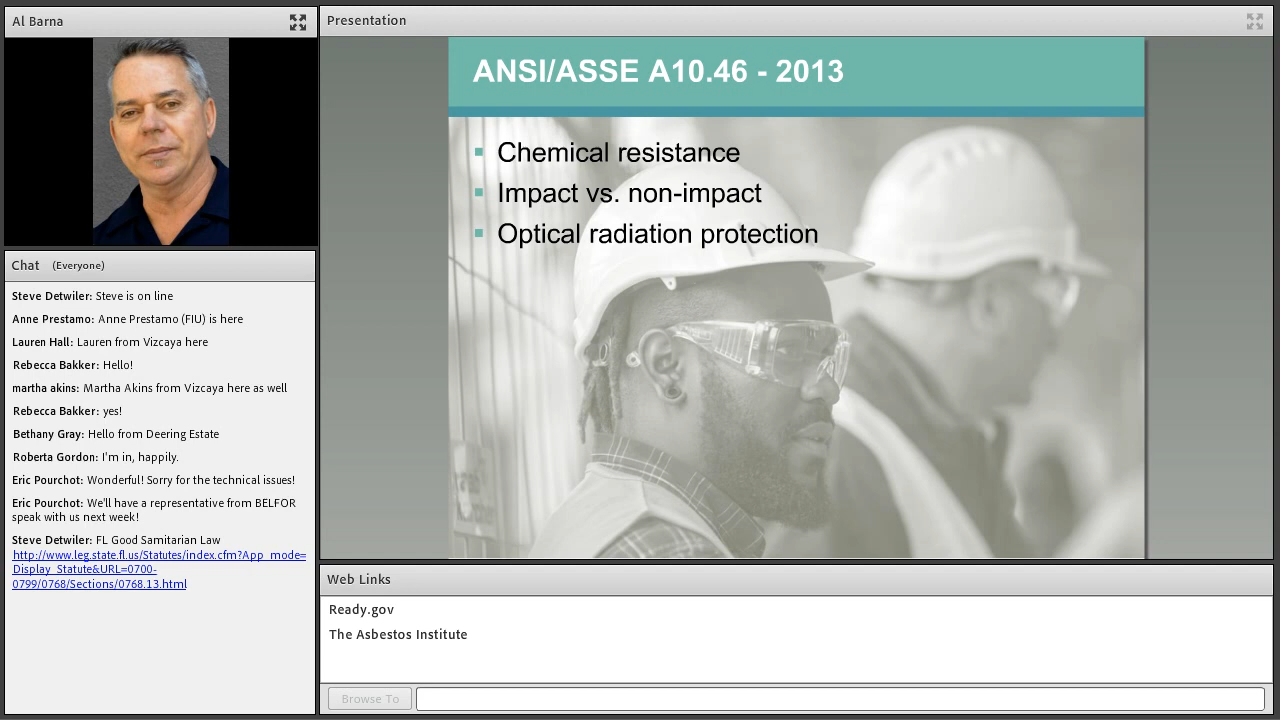 Al Barna
Presentation
ANSI/ASSE A10.46 - 2013
Chemical resistance
Impact vs. non-impact
Optical radiation protection
Chat (Everyone)
Steve Detwiler: Steve is on line
Anne Prestamo: Anne Prestamo (FIU) is here
Lauren Hall: Lauren from Vizcaya here
Rebecca Bakker: Hello!
martha akins: Martha Akins from Vizcaya here as well
Rebecca Bakker: yes!
Bethany Gray: Hello from Deering Estate
Roberta Gordon: I'm in, happily.
Eric Pourchot: Wonderful! Sorry for the technical issues!
Eric Pourchot: We'll have a representative from BELFOR
speak with us next week!
Steve Detwiler: FL Good Samitarian Law
http://www.leg.state.fl.us/Statutes/index.cfm?App_mode=
Display_Statute&URL=0700-
0799/0768/Sections/0768.13.html
Web Links
Ready.gov
The Asbestos Institute
Browse To